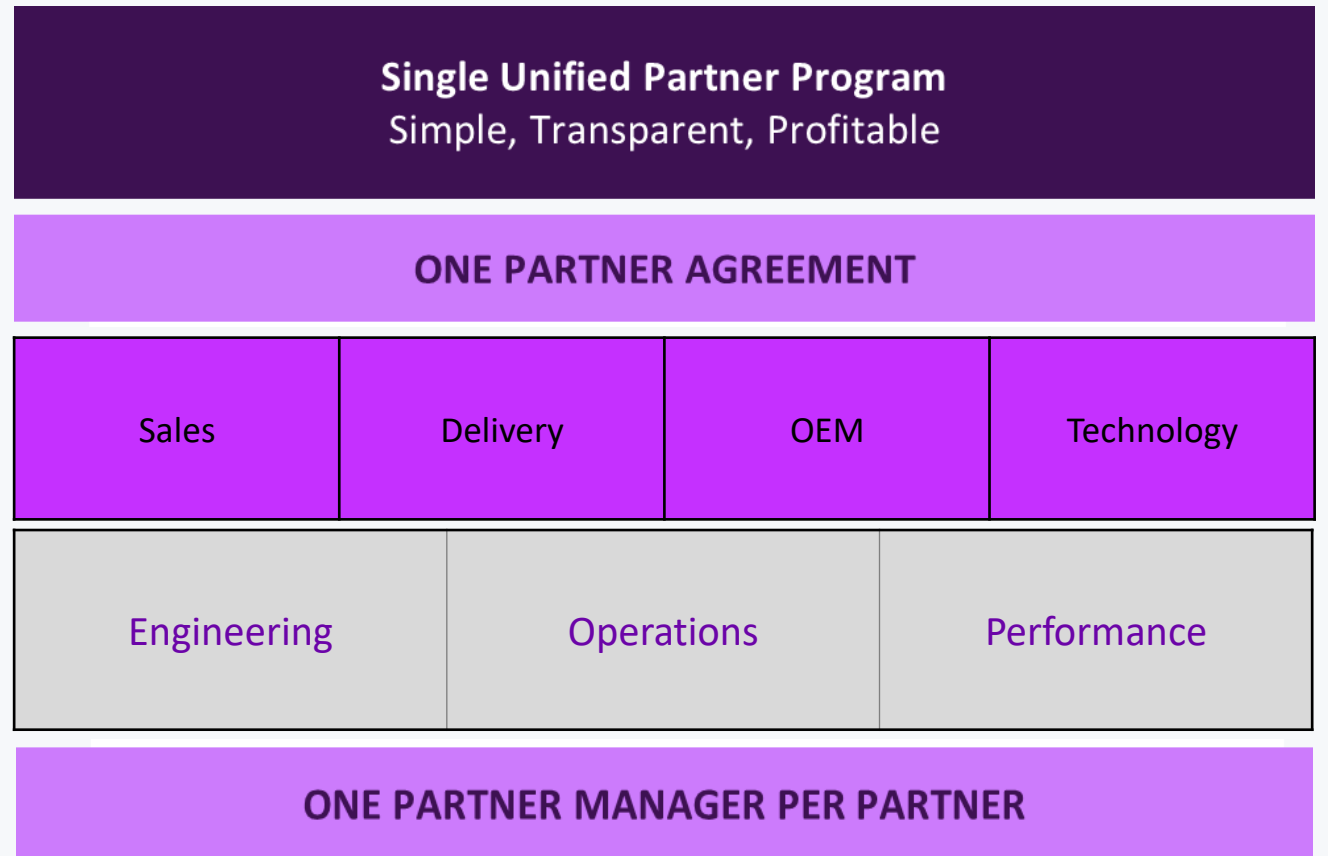 Single Unified Partner Program
Simple, Transparent, Profitable
ONE PARTNER AGREEMENT
Sales
Delivery
OEM
Technology
Engineering
Operations
Performance
ONE PARTNER MANAGER PER PARTNER